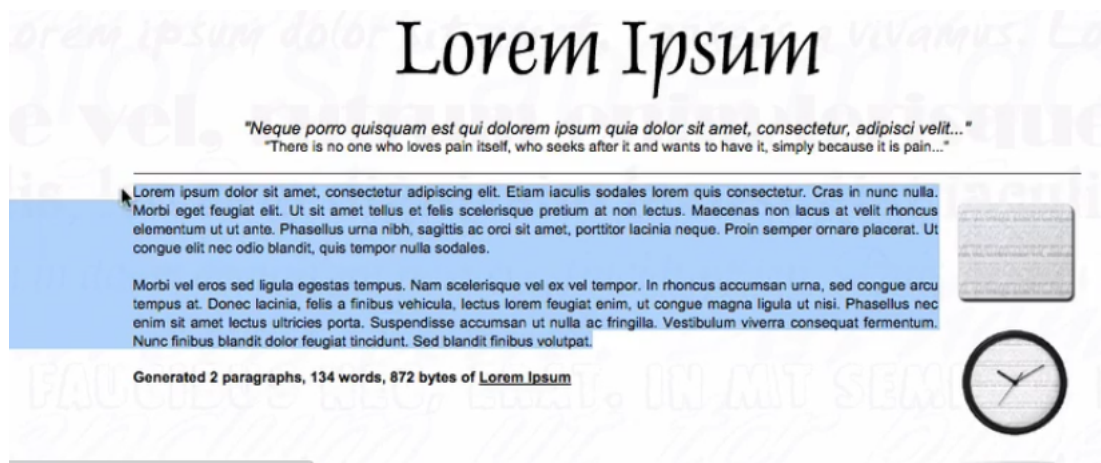 Lorem Ipsum
"Neque porro quisquam est qui dolorem ipsum quia dolor sit amet, consectetur, adipisci velit..."
"There is no one who loves pain itself, who seeks after it and wants to have it, simply because it is pain..."
Lorem ipsum dolor sit amet, consectetur adipiscing elit. Etiam iaculis sodales lorem quis consectetur. Cras in nunc nulla.
Morbi eget feugiat elit. Ut sit amet tellus et felis scelerisque pretium at non lectus. Maecenas non lacus at velit rhoncus
elementum ut ut ante. Phasellus urna nibh, sagittis ac orci sit amet, porttitor lacinia neque. Proin semper ornare placerat. Ut
congue elit nec odio blandit, quis tempor nulla sodales.
Morbi vel eros sed ligula egestas tempus. Nam scelerisque vel ex vel tempor. In rhoncus accumsan urna, sed congue arcu
tempus at. Donec lacinia, felis a finibus vehicula, lectus lorem feugiat enim, ut congue magna ligula ut nisi. Phasellus nec
enim sit amet lectus ultricies porta. Suspendisse accumsan ut nulla ac fringilla. Vestibulum viverra consequat fermentum.
Nunc finibus blandit dolor feugiat tincidunt. Sed blandit finibus volutpat.
Generated 2 paragraphs, 134 words, 872 bytes of Lorem Ipsum
FAUCIBUS NEC, ERAT. IN MIT SEM